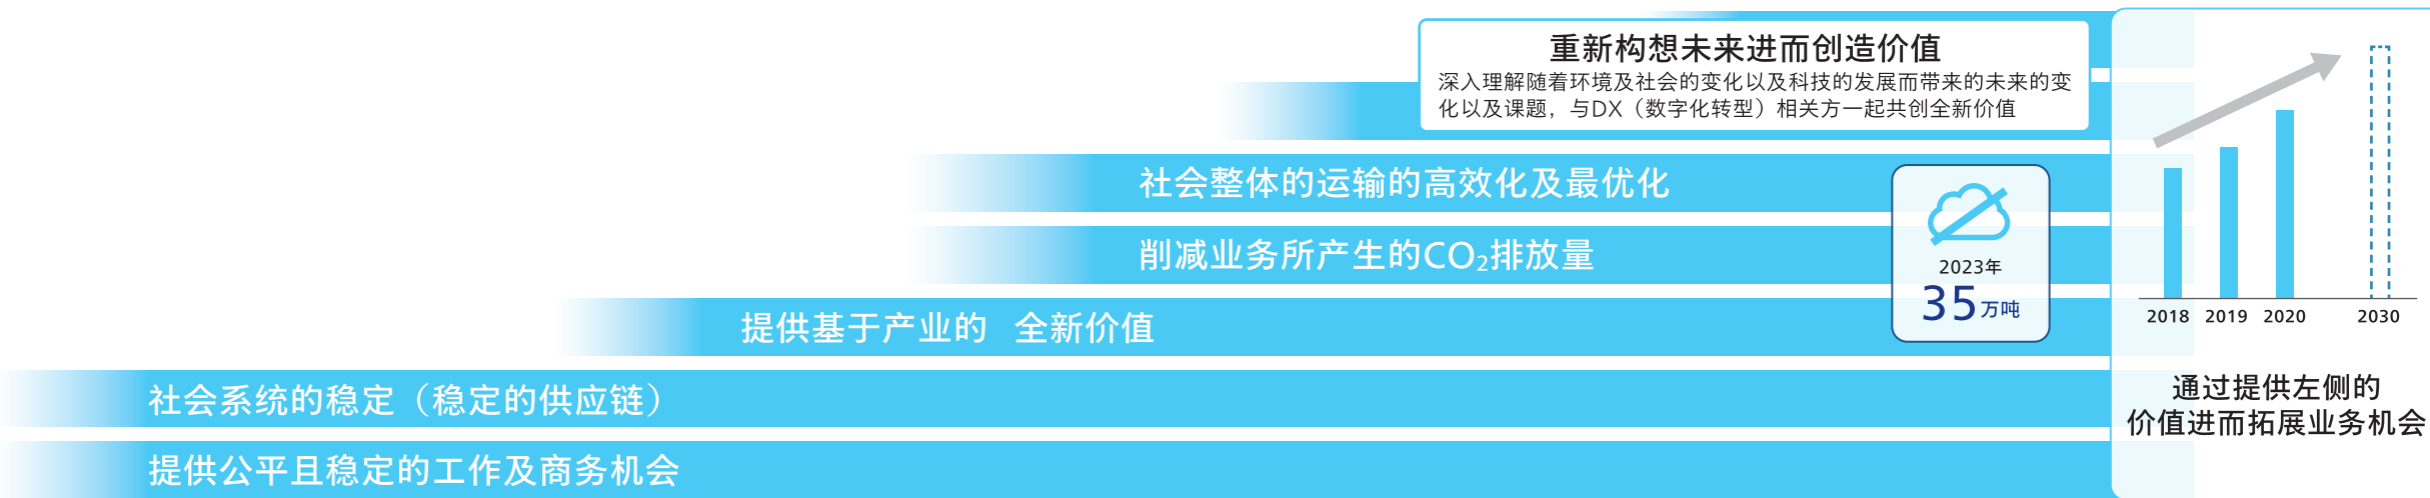 重新构想未来进而创造价值
深入理解随着环境及社会的变化以及科技的发展而带来的未来的变
化以及课题，与DX（数字化转型）相关方一起共创全新价值
社会整体的运输的高效化及最优化
削减业务所产生的CO₂排放量
2023年
35万吨
提供基于产业的 全新价值
社会系统的稳定（稳定的供应链）
提供公平且稳定的工作及商务机会
2018 2019 2020 2030
通过提供左侧的
价值进而拓展业务机会